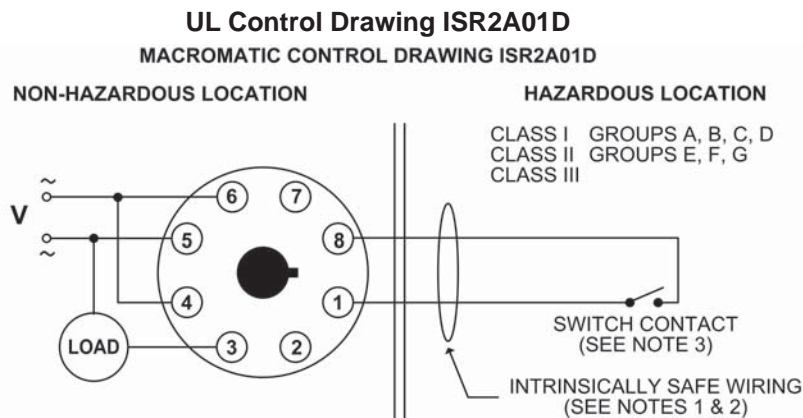 UL Control Drawing ISR2A01D
MACROMATIC CONTROL DRAWING ISR2A01D
NON-HAZARDOUS LOCATION
HAZARDOUS LOCATION
CLASS I GROUPS A, B, C, D
CLASS II GROUPS E, F, G
CLASS III
~
V
~
6
7
5
8
4
1
3
2
LOAD
SWITCH CONTACT
(SEE NOTE 3)
INTRINSICALLY SAFE WIRING
(SEE NOTES 1 & 2)